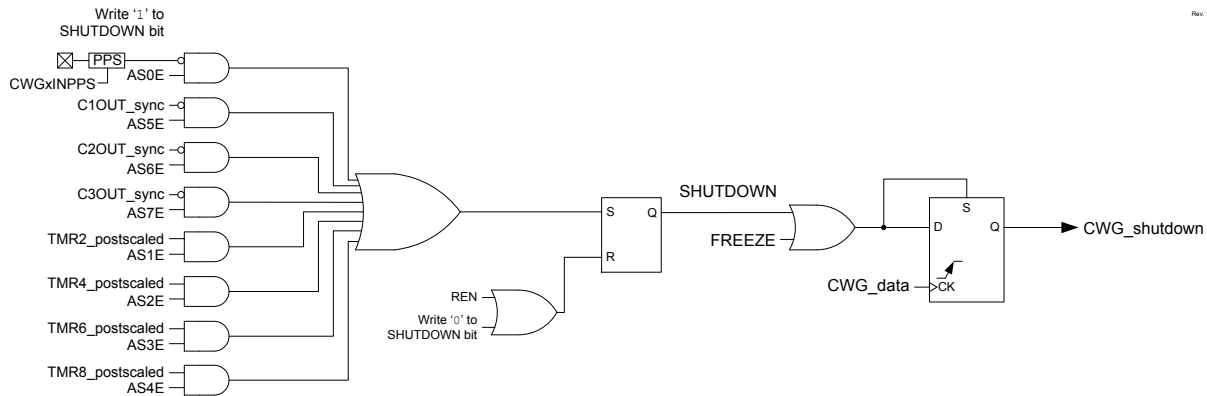 Write '1' to
SHUTDOWN bit
Rev.
PPS
AS0E
CWGxINPPS
C1OUT_sync
AS5E
C2OUT_sync
AS6E
C3OUT_sync
AS7E
TMR2_postscaled
AS1E
TMR4_postscaled
AS2E
TMR6_postscaled
AS3E
TMR8_postscaled
AS4E
REN
Write '0' to
SHUTDOWN bit
S
Q
R
SHUTDOWN
FREEZE
S
D
Q
CWG_data
CK
CWG_shutdown